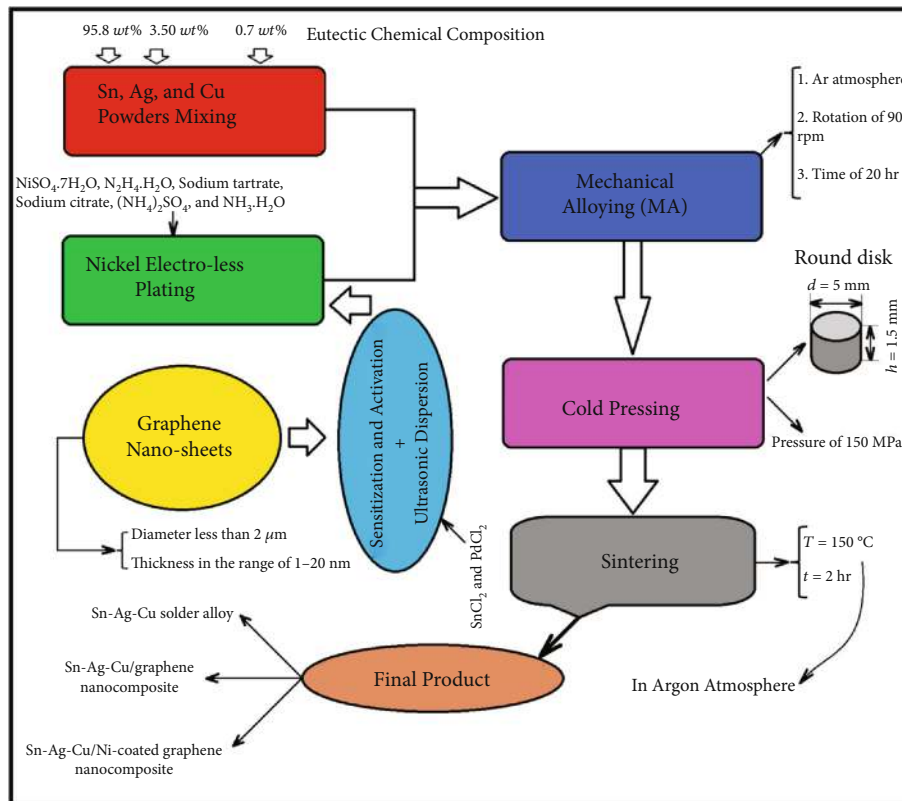 95.8 wt% 3.50 wt% 0.7 wt% Eutectic Chemical Composition
Sn, Ag, and Cu
Powders Mixing
NiSO₄.7H₂O, N₂H₄.H₂O, Sodium tartrate,
Sodium citrate, (NH₄)₂SO₄, and NH₃.H₂O
Nickel Electro-less
Plating
Graphene
Nano-sheets
Diameter less than 2 μm
Thickness in the range of 1–20 nm
Sensitization and Activation
+
Ultrasonic Dispersion
SnCl₂ and PdCl₂
Mechanical
Alloying (MA)
1. Ar atmosphere
2. Rotation of 90
rpm
3. Time of 20 hr
Round disk
d = 5 mm
h = 1.5 mm
Cold Pressing
Pressure of 150 MPa
Sintering
T = 150 °C
t = 2 hr
In Argon Atmosphere
Final Product
Sn-Ag-Cu solder alloy
Sn-Ag-Cu/graphene
nanocomposite
Sn-Ag-Cu/Ni-coated graphene
nanocomposite